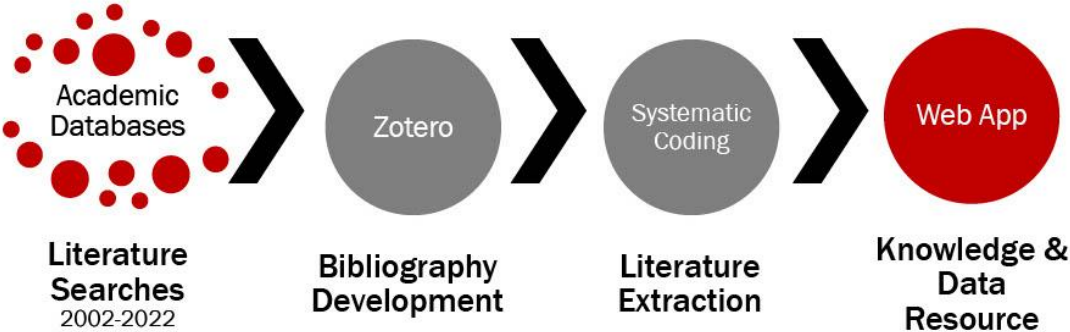 Academic
Databases
Zotero
Systematic
Coding
Web App
Literature
Searches
2002-2022
Bibliography
Development
Literature
Extraction
Knowledge &
Data
Resource